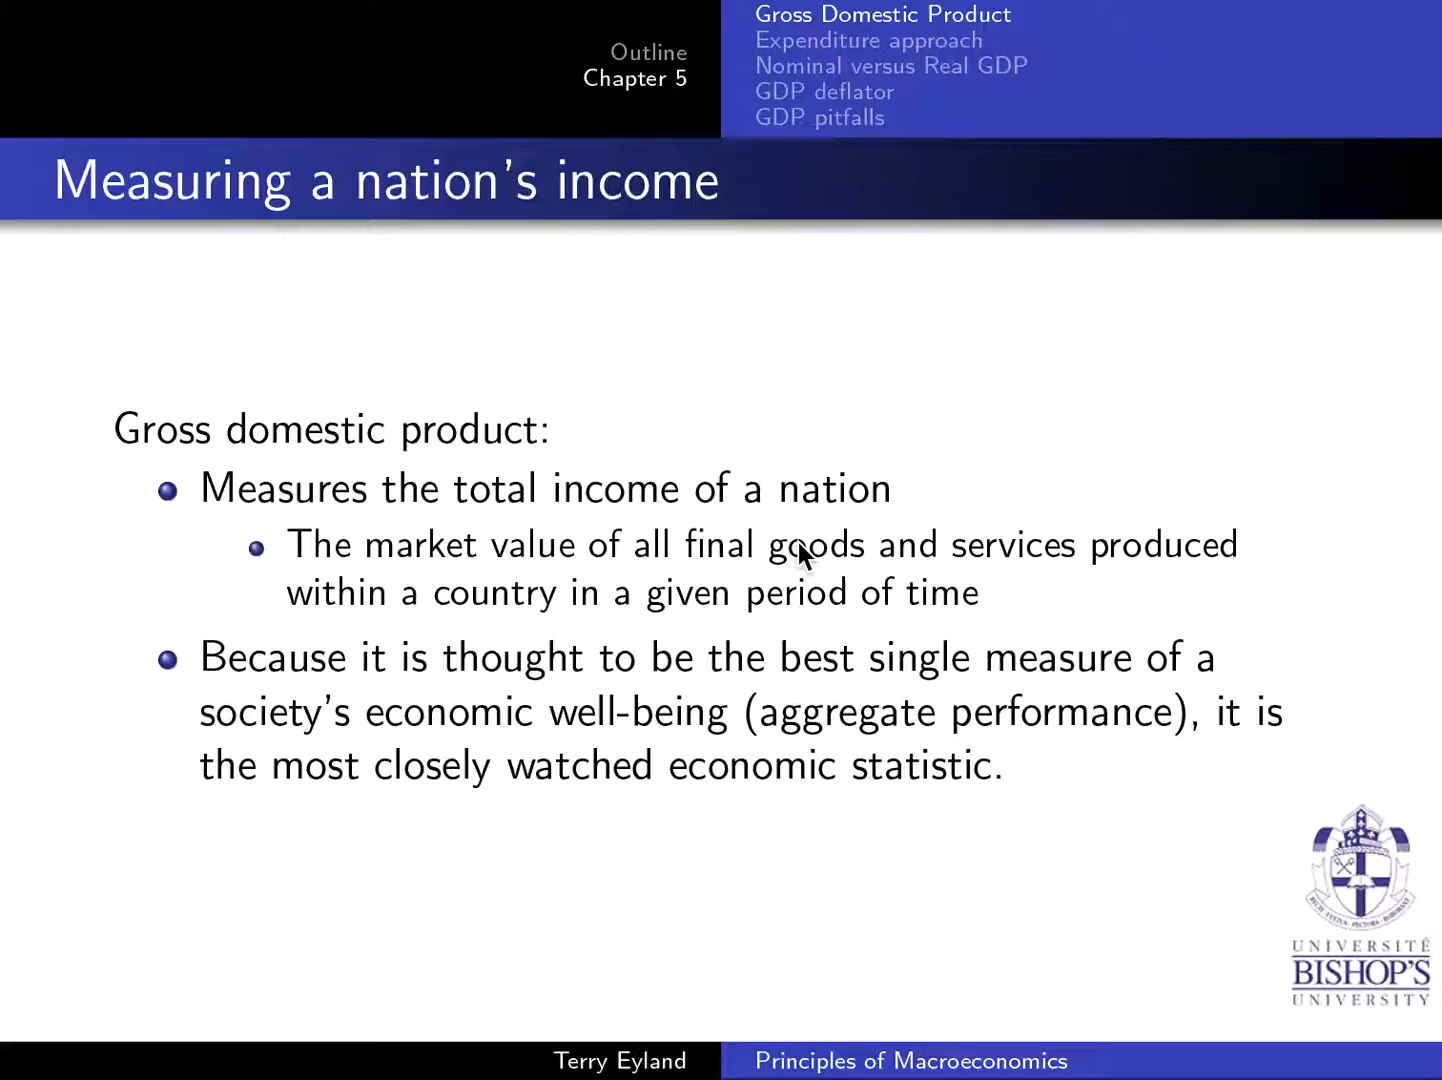 Outline
Chapter 5
Gross Domestic Product
Expenditure approach
Nominal versus Real GDP
GDP deflator
GDP pitfalls
Measuring a nation's income
Gross domestic product:
Measures the total income of a nation
The market value of all final goods and services produced
within a country in a given period of time
Because it is thought to be the best single measure of a
society's economic well-being (aggregate performance), it is
the most closely watched economic statistic.
UNIVERSITÉ
BISHOP'S
UNIVERSITY
Terry Eyland
Principles of Macroeconomics